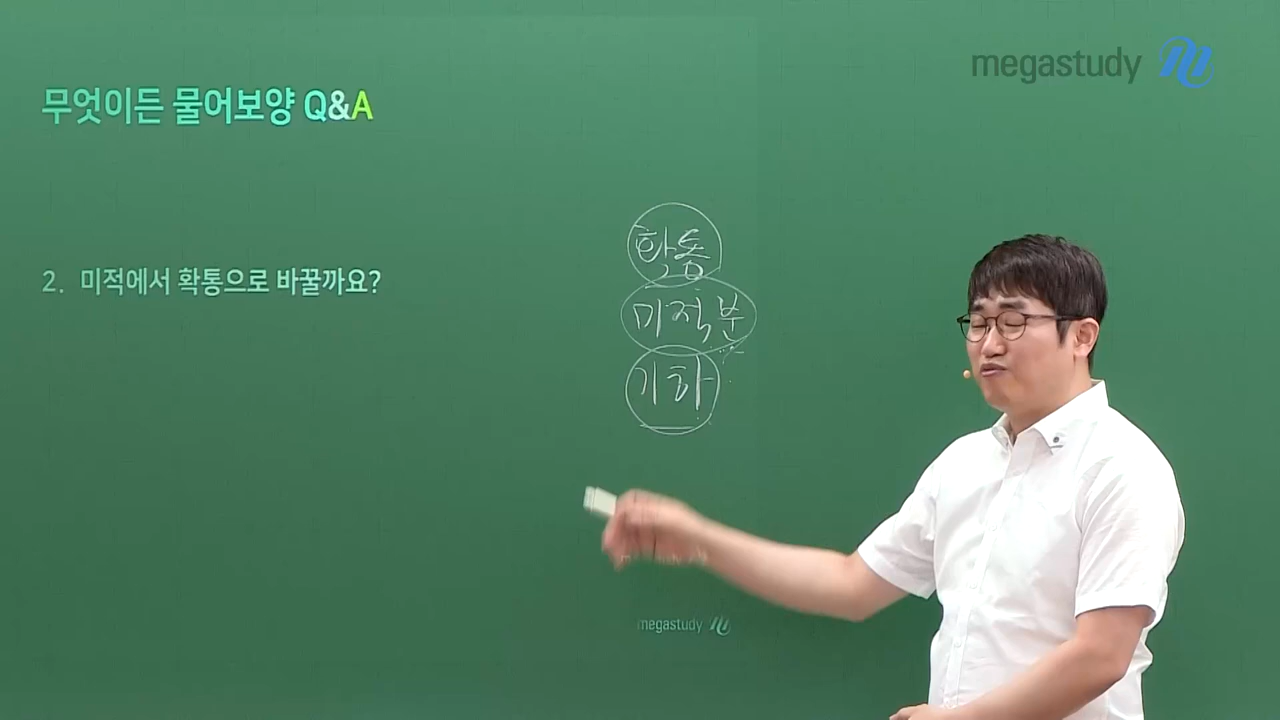 megastudy
무엇이든 물어보양 Q&A
2. 미적에서 확통으로 바꿀까요?
확통
미적분
기하
megastudy